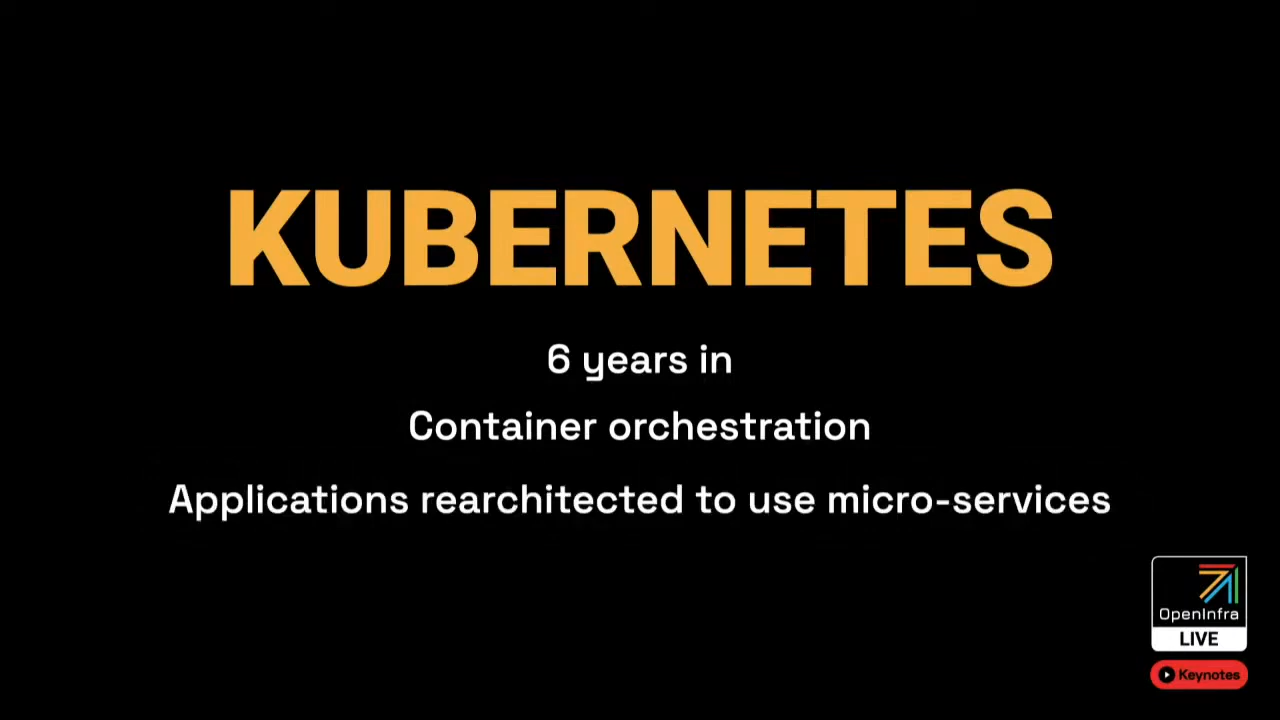 KUBERNETES
6 years in
Container orchestration
Applications rearchitected to use micro-services
OpenInfra
LIVE
Keynotes